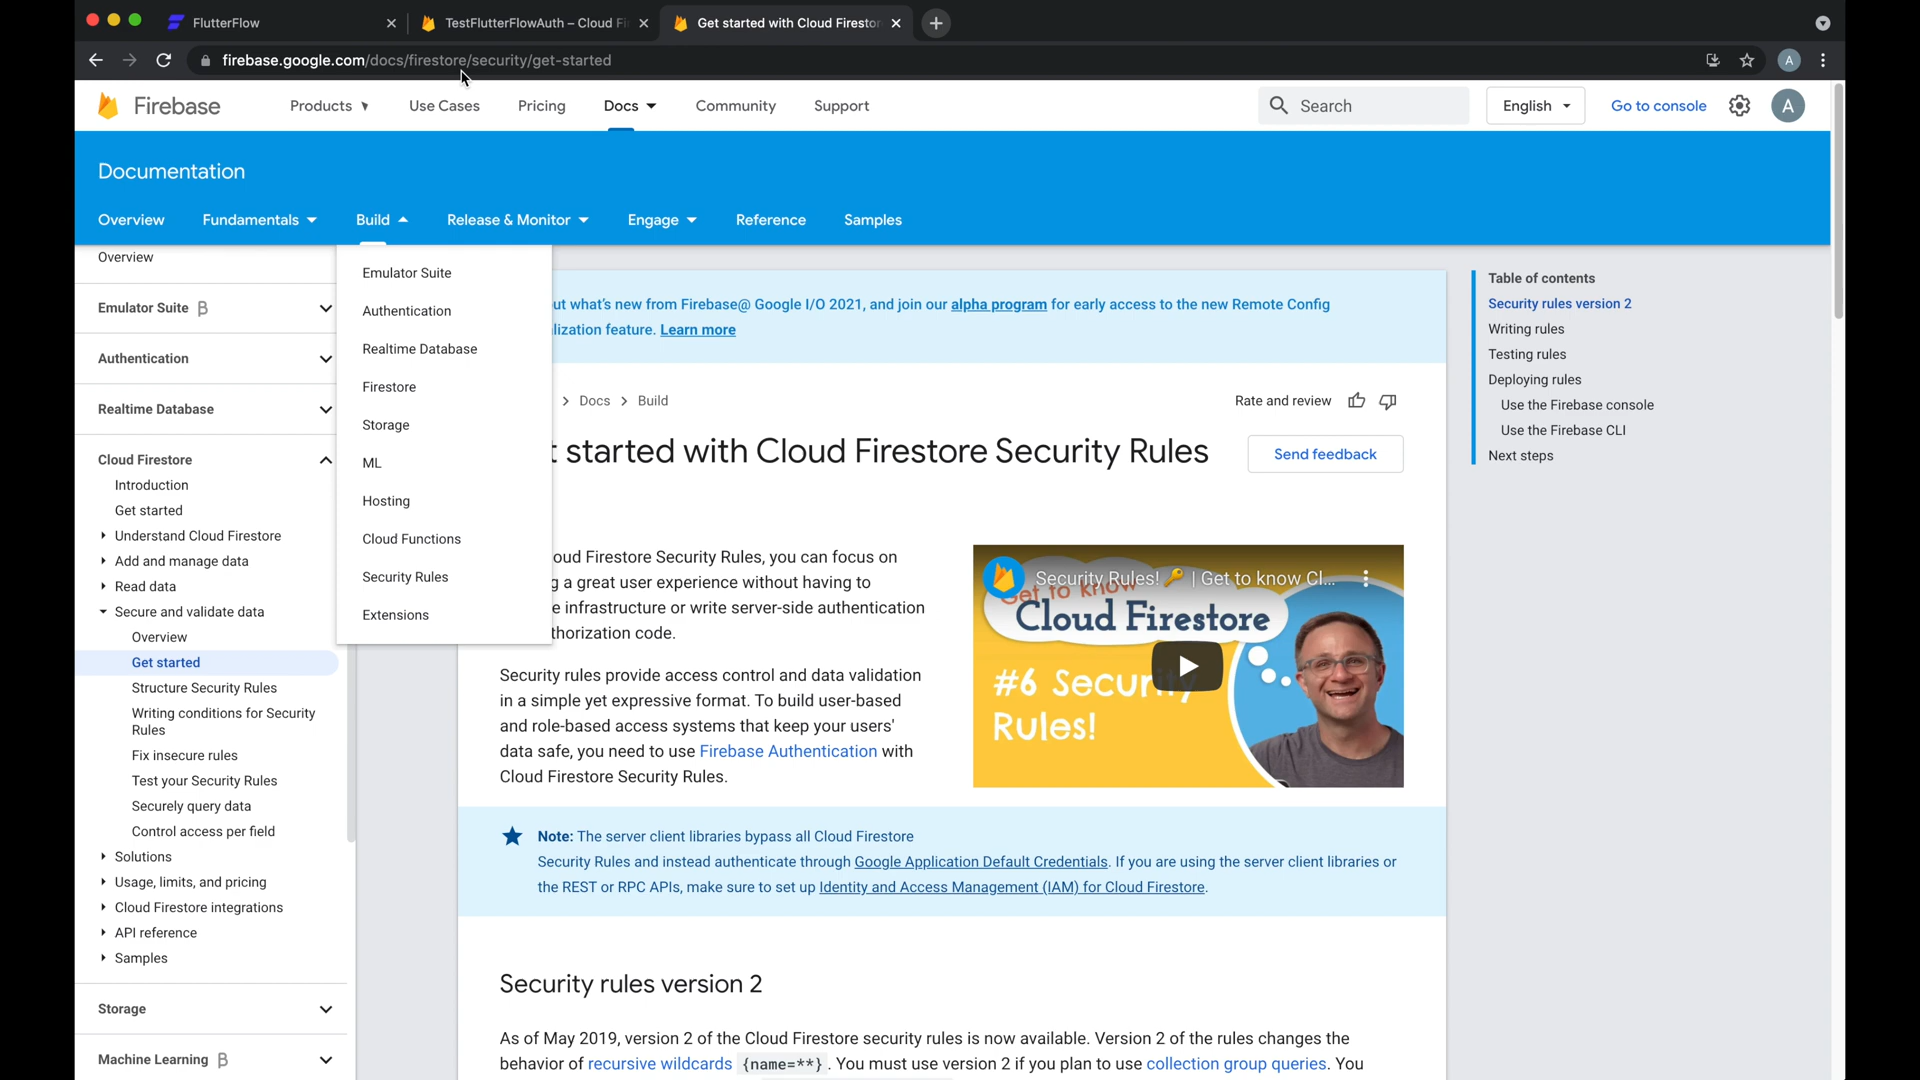 FlutterFlow
TestFlutterFlowAuth – Cloud Fi
Get started with Cloud Firestor
firebase.google.com/docs/firestore/security/get-started
A
Firebase
Products
Use Cases
Pricing
Docs
Community
Support
Search
English
Go to console
A
Documentation
Overview
Fundamentals
Build
Release & Monitor
Engage
Reference
Samples
Overview
Emulator Suite β
Authentication
Realtime Database
Cloud Firestore
Introduction
Get started
Understand Cloud Firestore
Add and manage data
Read data
Secure and validate data
Overview
Get started
Structure Security Rules
Writing conditions for Security
Rules
Fix insecure rules
Test your Security Rules
Securely query data
Control access per field
Solutions
Usage, limits, and pricing
Cloud Firestore integrations
API reference
Samples
Storage
Machine Learning β
Emulator Suite
Authentication
Realtime Database
Firestore
Storage
ML
Hosting
Cloud Functions
Security Rules
Extensions
ut what's new from Firebase@ Google I/O 2021, and join our alpha program for early access to the new Remote Config
lization feature. Learn more
> Docs > Build
Rate and review
t started with Cloud Firestore Security Rules
Send feedback
oud Firestore Security Rules, you can focus on
g a great user experience without having to
e infrastructure or write server-side authentication
thorization code.
Security rules provide access control and data validation
in a simple yet expressive format. To build user-based
and role-based access systems that keep your users'
data safe, you need to use Firebase Authentication with
Cloud Firestore Security Rules.
Security Rules! 🔑 | Get to know Cl...
Get to know
Cloud Firestore
#6 Security
Rules!
Note: The server client libraries bypass all Cloud Firestore
Security Rules and instead authenticate through Google Application Default Credentials. If you are using the server client libraries or
the REST or RPC APIs, make sure to set up Identity and Access Management (IAM) for Cloud Firestore.
Security rules version 2
As of May 2019, version 2 of the Cloud Firestore security rules is now available. Version 2 of the rules changes the
behavior of recursive wildcards {name=**}. You must use version 2 if you plan to use collection group queries. You
Table of contents
Security rules version 2
Writing rules
Testing rules
Deploying rules
Use the Firebase console
Use the Firebase CLI
Next steps